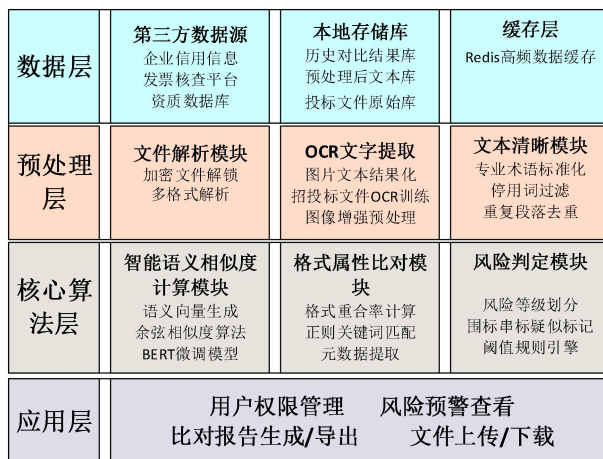 数据层
第三方数据源
企业信用信息
发票核查平台
资质数据库
本地存储库
历史对比结果库
预处理后文本库
投标文件原始库
缓存层
Redis高频数据缓存
预处理
层
文件解析模块
加密文件解锁
多格式解析
OCR文字提取
图片文本结果化
招投标文件OCR训练
图像增强预处理
文本清晰模块
专业术语标准化
停用词过滤
重复段落去重
核心算
法层
智能语义相似度
计算模块
语义向量生成
余弦相似度算法
BERT微调模型
格式属性比对模
块
格式重合率计算
正则关键词匹配
元数据提取
风险判定模块
风险等级划分
围标串标疑似标记
阈值规则引擎
应用层
用户权限管理 风险预警查看
比对报告生成/导出 文件上传/下载